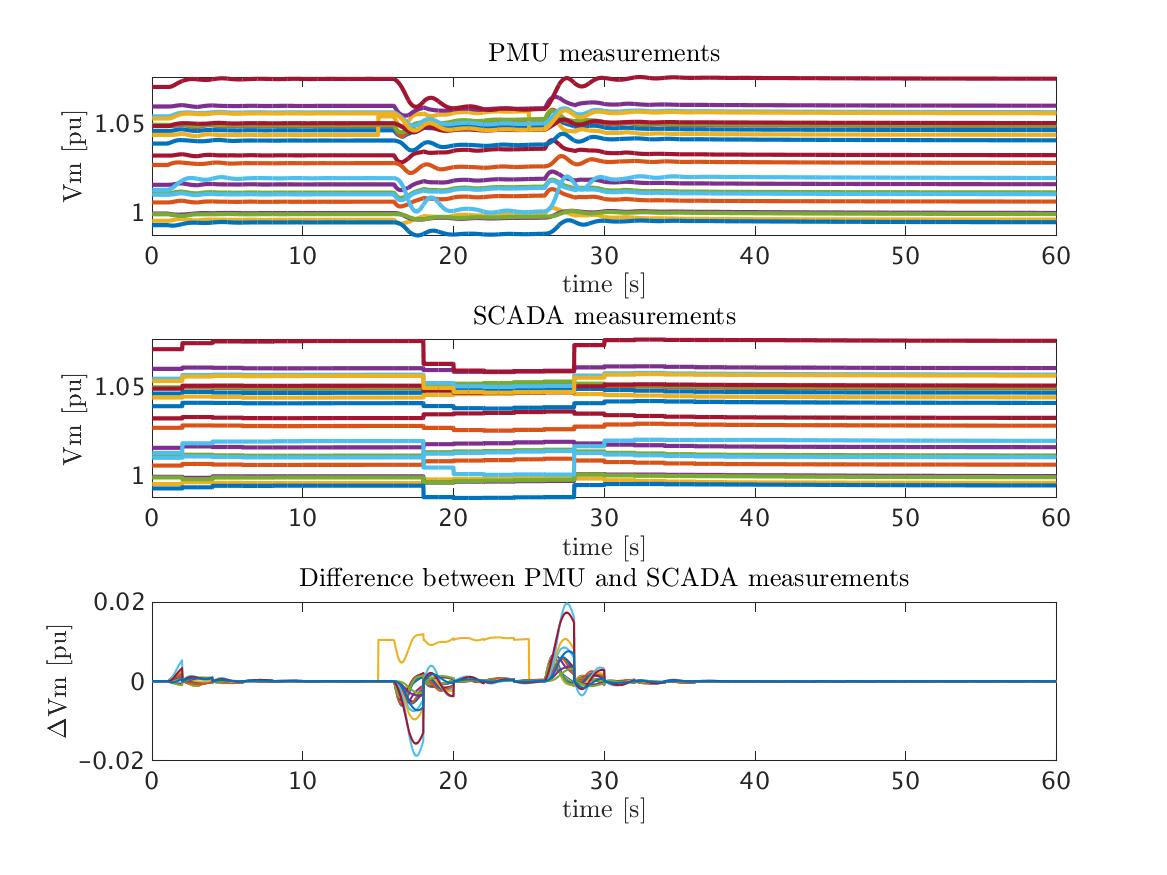 PMU measurements
Vm [pu]
1.05
1
0 10 20 30 40 50 60
time [s]
SCADA measurements
Vm [pu]
1.05
1
0 10 20 30 40 50 60
time [s]
Difference between PMU and SCADA measurements
ΔVm [pu]
0.02
0
-0.02
0 10 20 30 40 50 60
time [s]